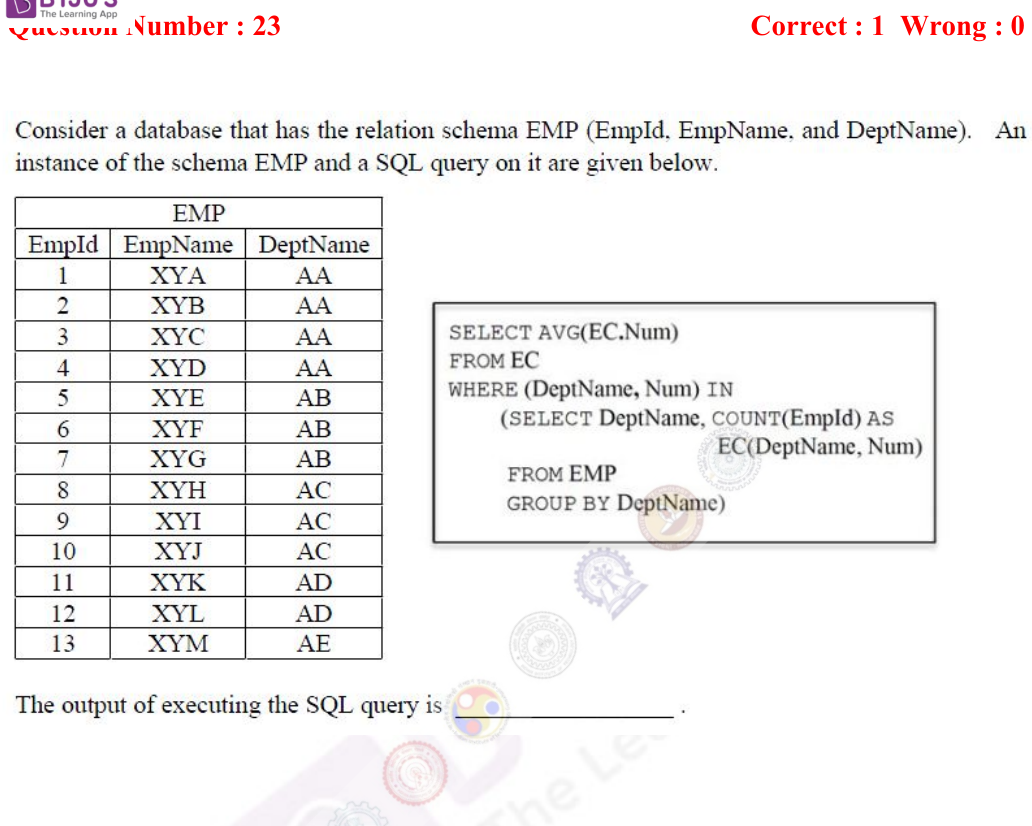 The Learning App
Question Number : 23 Correct : 1 Wrong : 0
Consider a database that has the relation schema EMP (EmpId, EmpName, and DeptName). An
instance of the schema EMP and a SQL query on it are given below.
EMP
EmpId EmpName DeptName
1 XYA AA
2 XYB AA
3 XYC AA
4 XYD AA
5 XYE AB
6 XYF AB
7 XYG AB
8 XYH AC
9 XYI AC
10 XYJ AC
11 XYK AD
12 XYL AD
13 XYM AE
SELECT AVG(EC.Num)
FROM EC
WHERE (DeptName, Num) IN
(SELECT DeptName, COUNT(EmpId) AS
EC(DeptName, Num)
FROM EMP
GROUP BY DeptName)
The output of executing the SQL query is ____________________ .
The